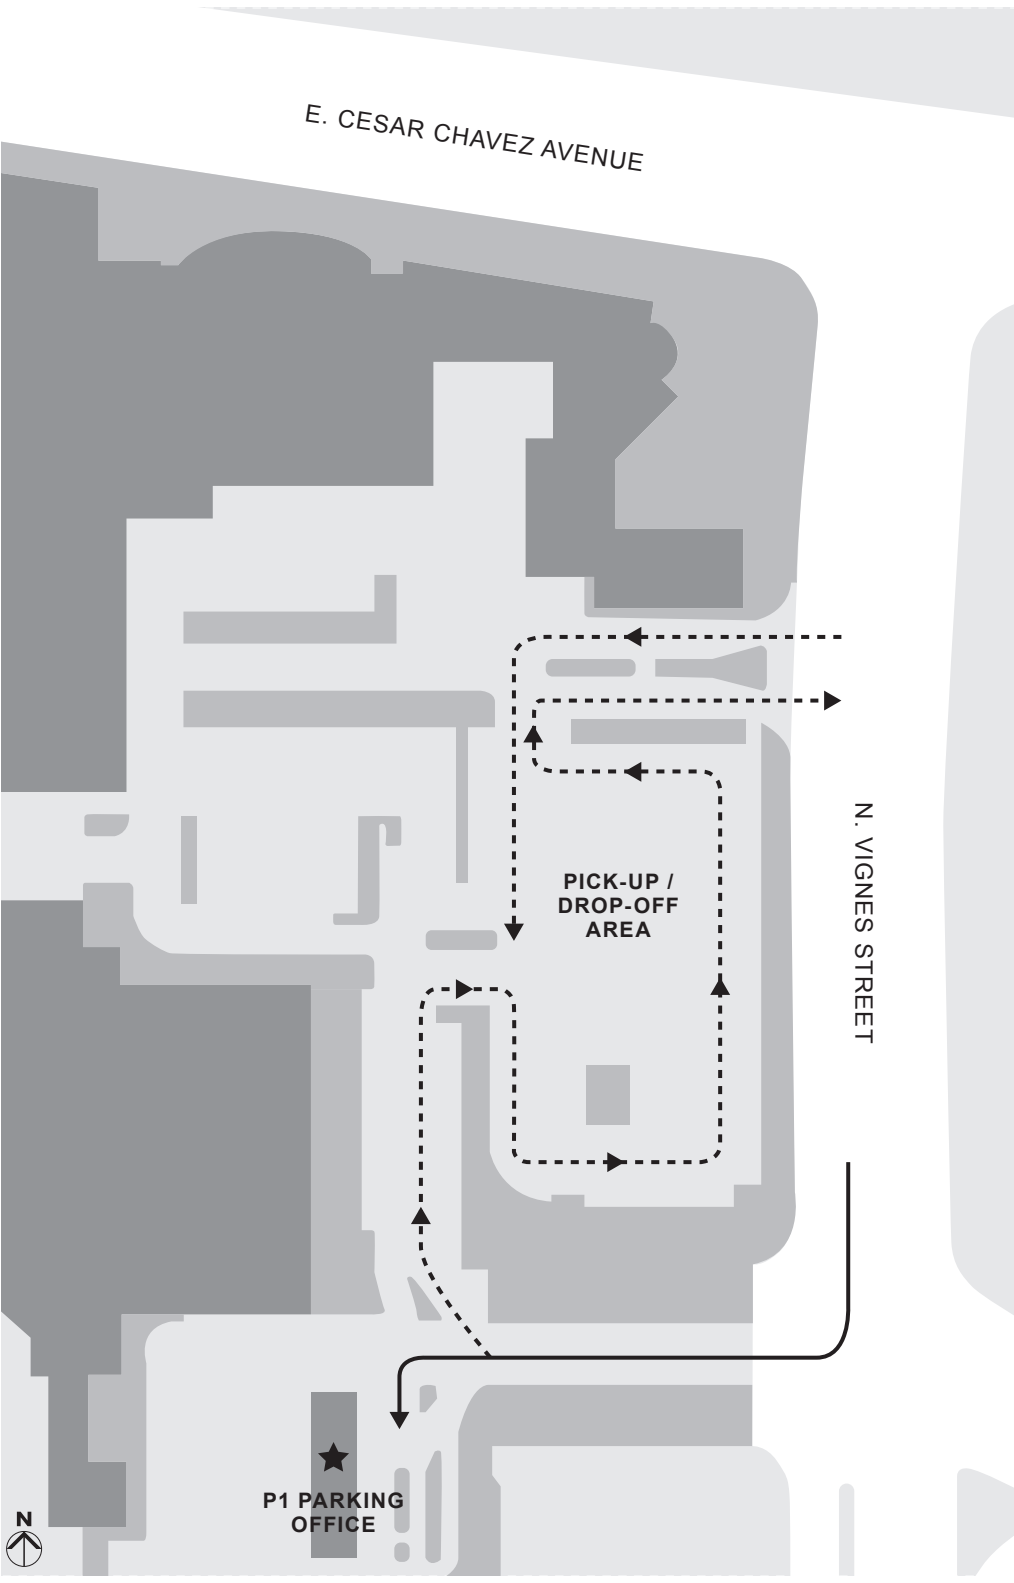 E. CESAR CHAVEZ AVENUE
N. VIGNES STREET
PICK-UP /
DROP-OFF
AREA
P1 PARKING
OFFICE
N